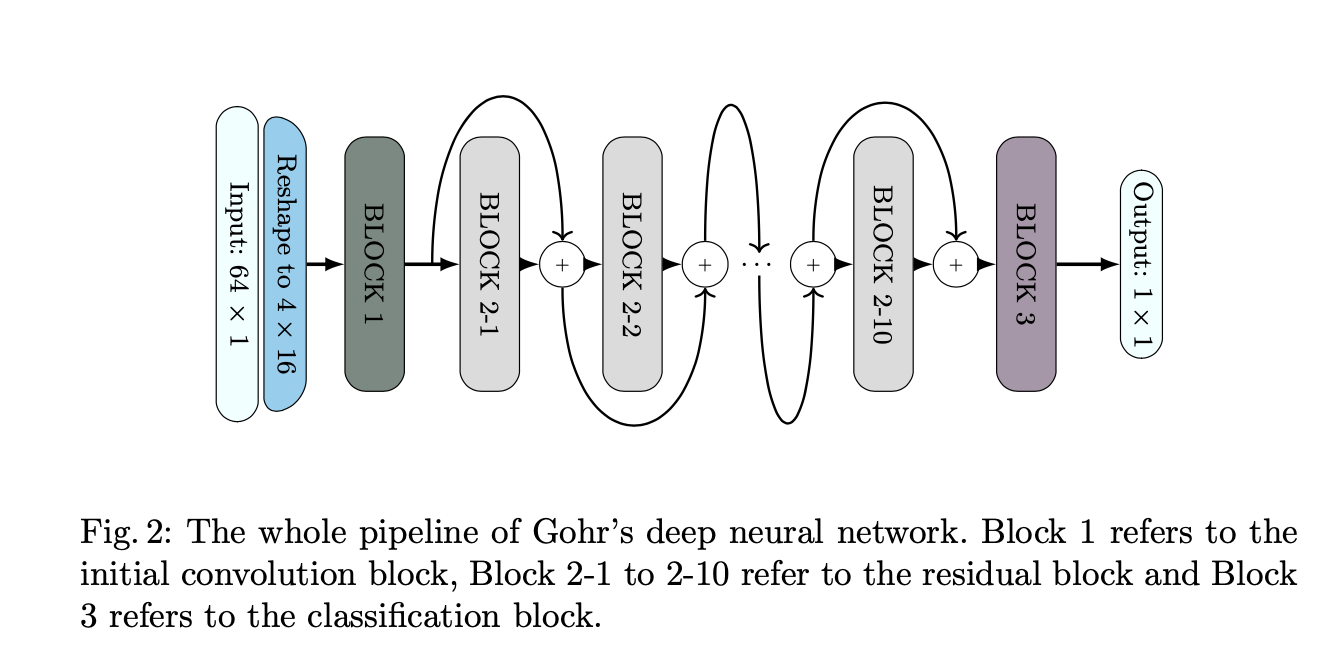 Input: 64 × 1
Reshape to 4 × 16
BLOCK 1
BLOCK 2-1
+
BLOCK 2-2
+
···
+
BLOCK 2-10
+
BLOCK 3
Output: 1 × 1
Fig. 2: The whole pipeline of Gohr’s deep neural network. Block 1 refers to the
initial convolution block, Block 2-1 to 2-10 refer to the residual block and Block
3 refers to the classification block.